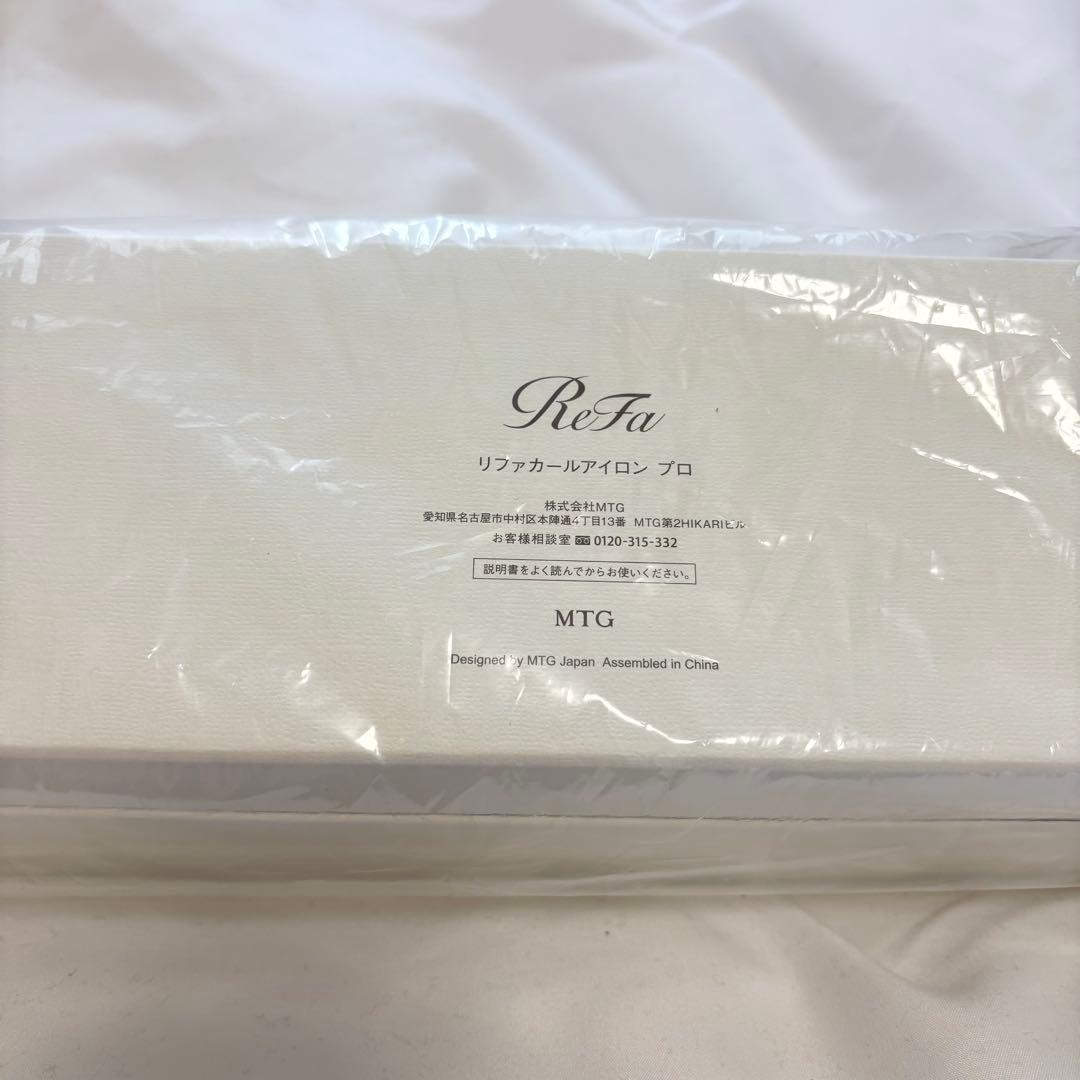 ReFa
リファカールアイロン プロ
株式会社MTG
愛知県名古屋市中村区本陣通4丁目13番 MTG第2HIKARIビル
お客様相談室 0120-315-332
説明書をよく読んでからお使いください。
MTG
Designed by MTG Japan Assembled in China